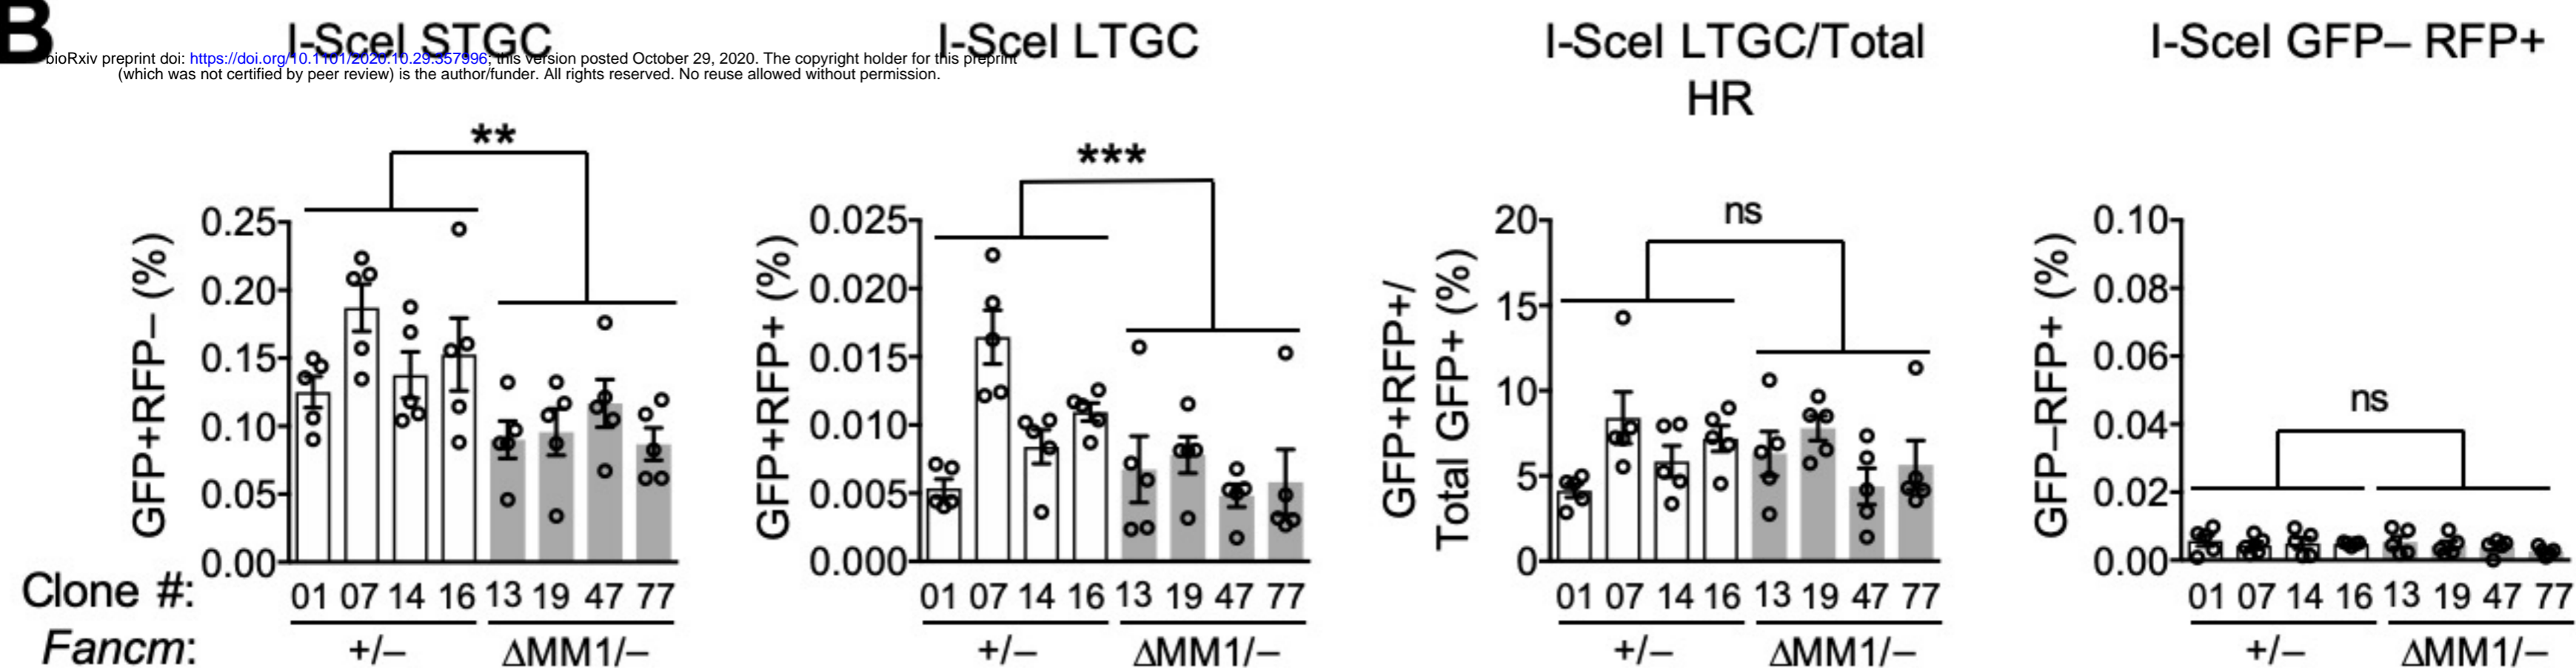 B
I-SceI STGC
I-SceI LTGC
I-SceI LTGC/Total
HR
I-SceI GFP– RFP+
bioRxiv preprint doi: https://doi.org/10.1101/2020.10.29.357996; this version posted October 29, 2020. The copyright holder for this preprint
(which was not certified by peer review) is the author/funder. All rights reserved. No reuse allowed without permission.
GFP+RFP– (%)
0.25
0.20
0.15
0.10
0.05
0.00
**
GFP+RFP+ (%)
0.025
0.020
0.015
0.010
0.005
0.000
***
GFP+RFP+/
Total GFP+ (%)
20
15
10
5
0
ns
GFP–RFP+ (%)
0.10
0.08
0.06
0.04
0.02
0.00
ns
Clone #: 01 07 14 16 13 19 47 77 01 07 14 16 13 19 47 77 01 07 14 16 13 19 47 77 01 07 14 16 13 19 47 77
Fancm: +/– ΔMM1/– +/– ΔMM1/– +/– ΔMM1/– +/– ΔMM1/–